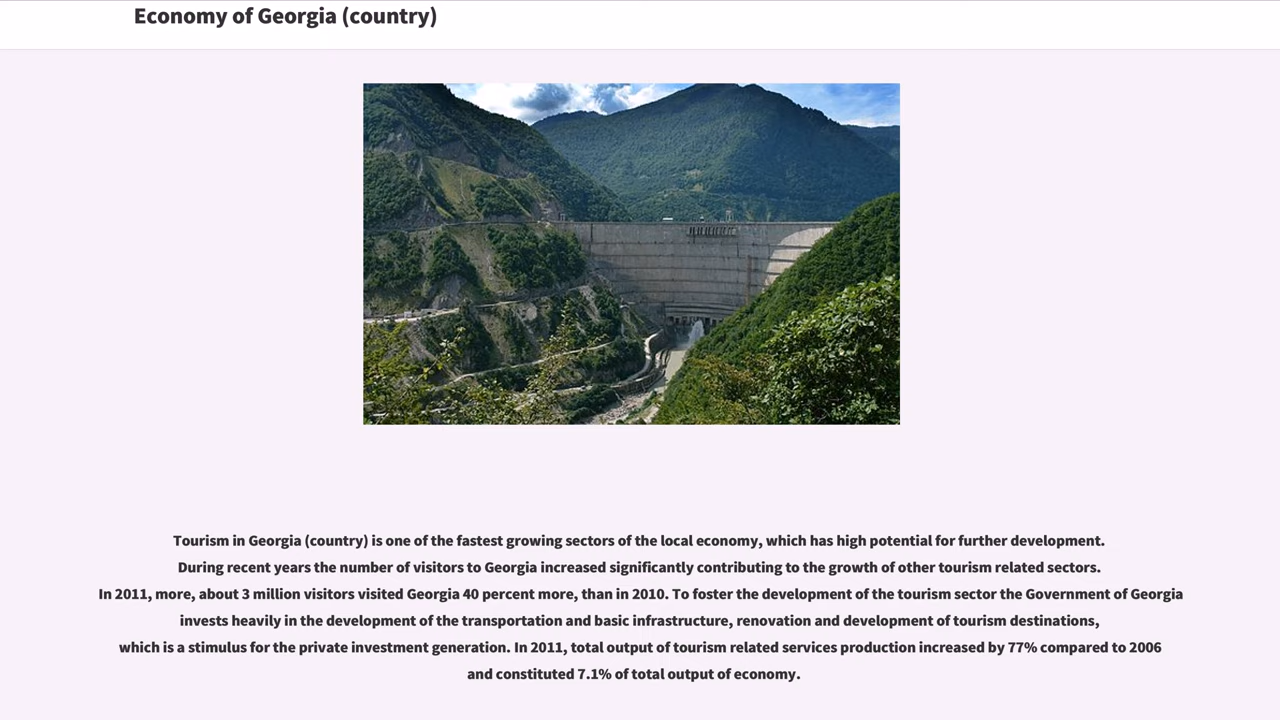 Economy of Georgia (country)
Tourism in Georgia (country) is one of the fastest growing sectors of the local economy, which has high potential for further development.
During recent years the number of visitors to Georgia increased significantly contributing to the growth of other tourism related sectors.
In 2011, more, about 3 million visitors visited Georgia 40 percent more, than in 2010. To foster the development of the tourism sector the Government of Georgia
invests heavily in the development of the transportation and basic infrastructure, renovation and development of tourism destinations,
which is a stimulus for the private investment generation. In 2011, total output of tourism related services production increased by 77% compared to 2006
and constituted 7.1% of total output of economy.